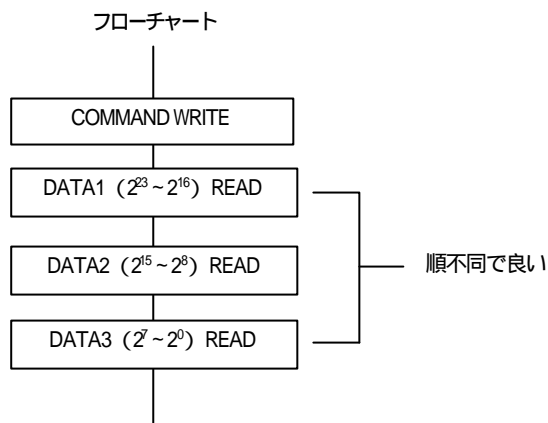 フローチャート
COMMAND WRITE
DATA1 (2²³~2¹⁶) READ
DATA2 (2¹⁵~2⁸) READ
順不同で良い
DATA3 (2⁷~2⁰) READ